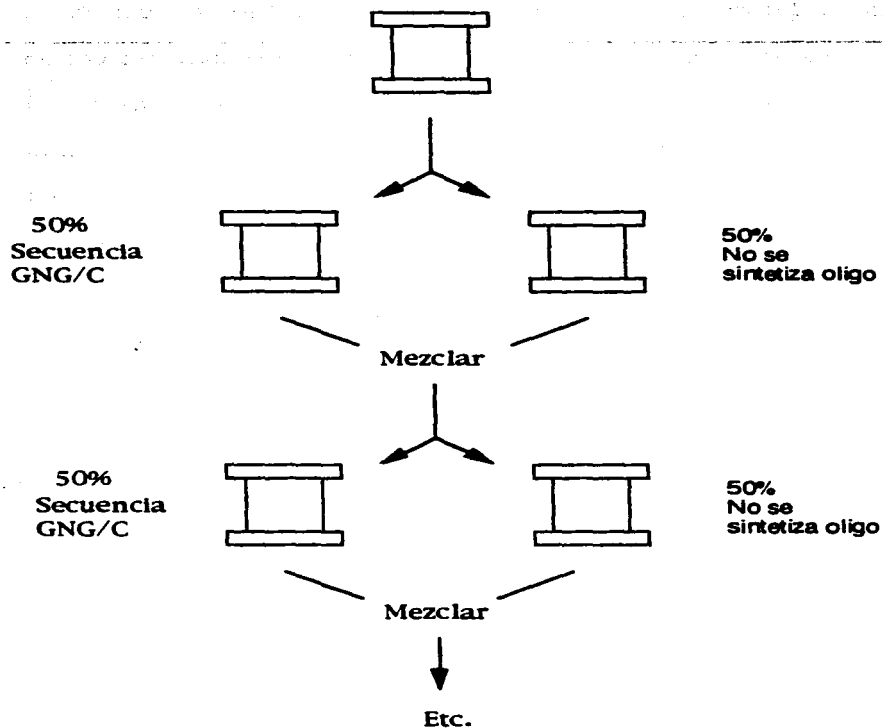 50%
Secuencia
GNG/C
50%
No se
sintetiza oligo
Mezclar
50%
Secuencia
GNG/C
50%
No se
sintetiza oligo
Mezclar
Etc.